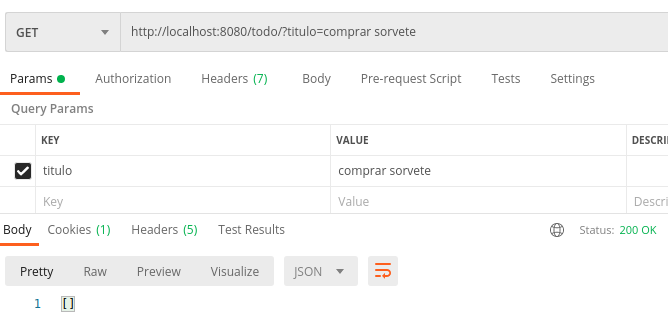 GET http://localhost:8080/todo/?titulo=comprar sorvete
Params Authorization Headers (7) Body Pre-request Script Tests Settings
Query Params
KEY VALUE DESCRI
titulo comprar sorvete
Key Value Descri
Body Cookies (1) Headers (5) Test Results Status: 200 OK
Pretty Raw Preview Visualize JSON
1 []